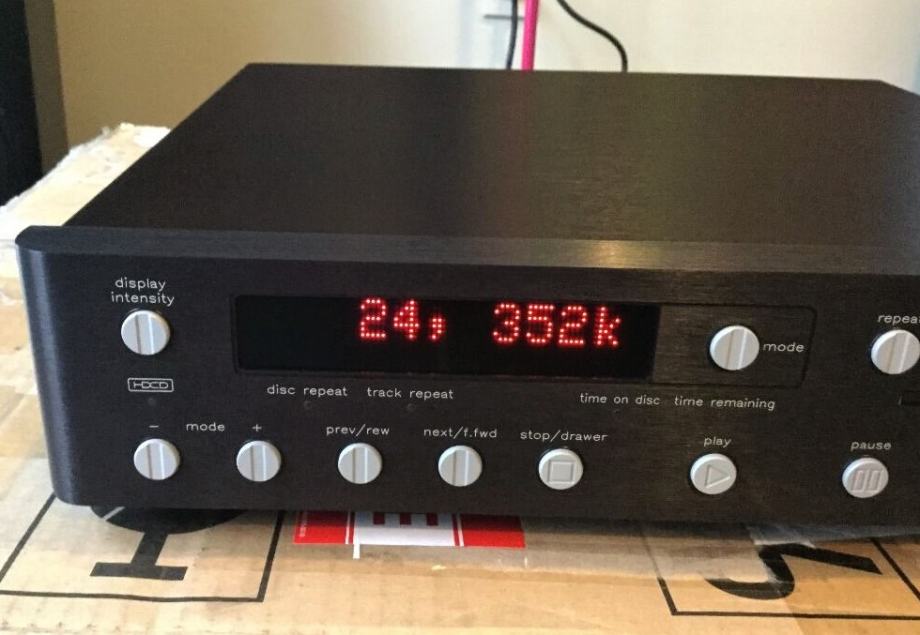 display
intensity
24, 352k
mode
repeat
HDCD
disc repeat track repeat
time on disc time remaining
- mode +
prev/rew
next/f.fwd
stop/drawer
play
pause